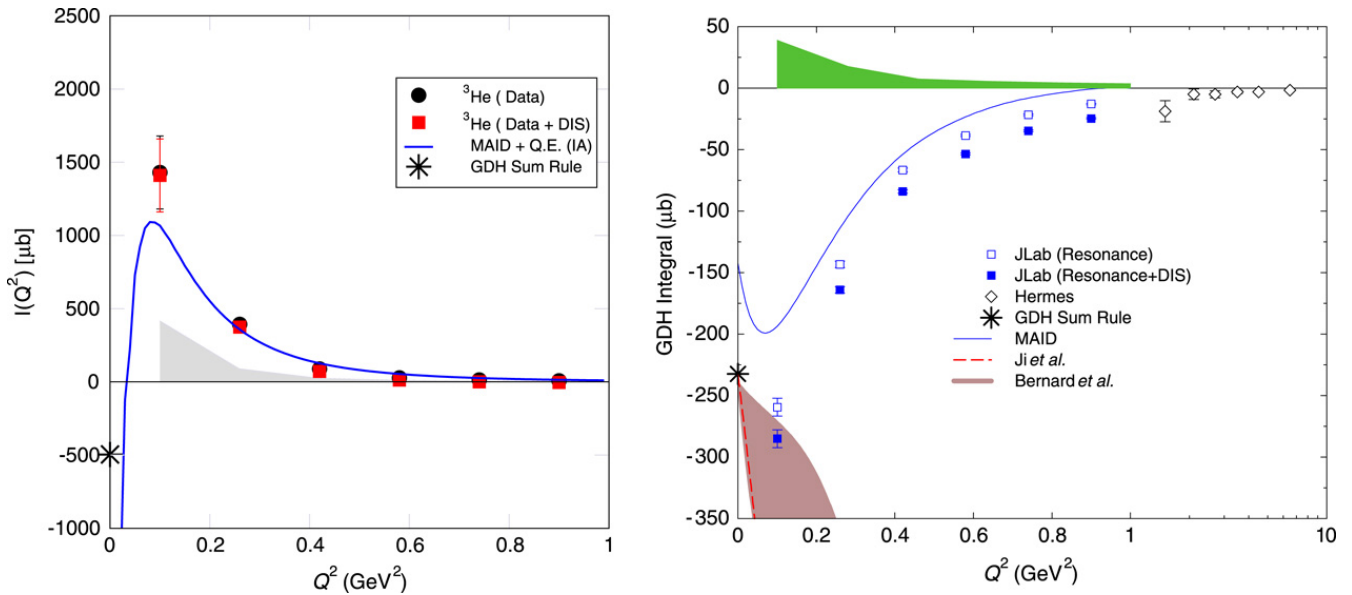 2500
2000
1500
1000
500
0
-500
-1000
I(Q²) [μb]
³He ( Data)
³He ( Data + DIS)
MAID + Q.E. (IA)
GDH Sum Rule
0 0.2 0.4 0.6 0.8 1
Q² (GeV²)
50
0
-50
-100
-150
-200
-250
-300
-350
GDH Integral (μb)
JLab (Resonance)
JLab (Resonance+DIS)
Hermes
GDH Sum Rule
MAID
Ji et al.
Bernard et al.
0 0.2 0.4 0.6 0.8 1 10
Q² (GeV²)